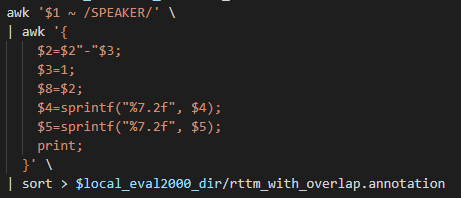 awk '$1 ~ /SPEAKER/' \
| awk '{
$2=$2"-"$3;
$3=1;
$8=$2;
$4=sprintf("%7.2f", $4);
$5=sprintf("%7.2f", $5);
print;
}' \
| sort > $local_eval2000_dir/rttm_with_overlap.annotation